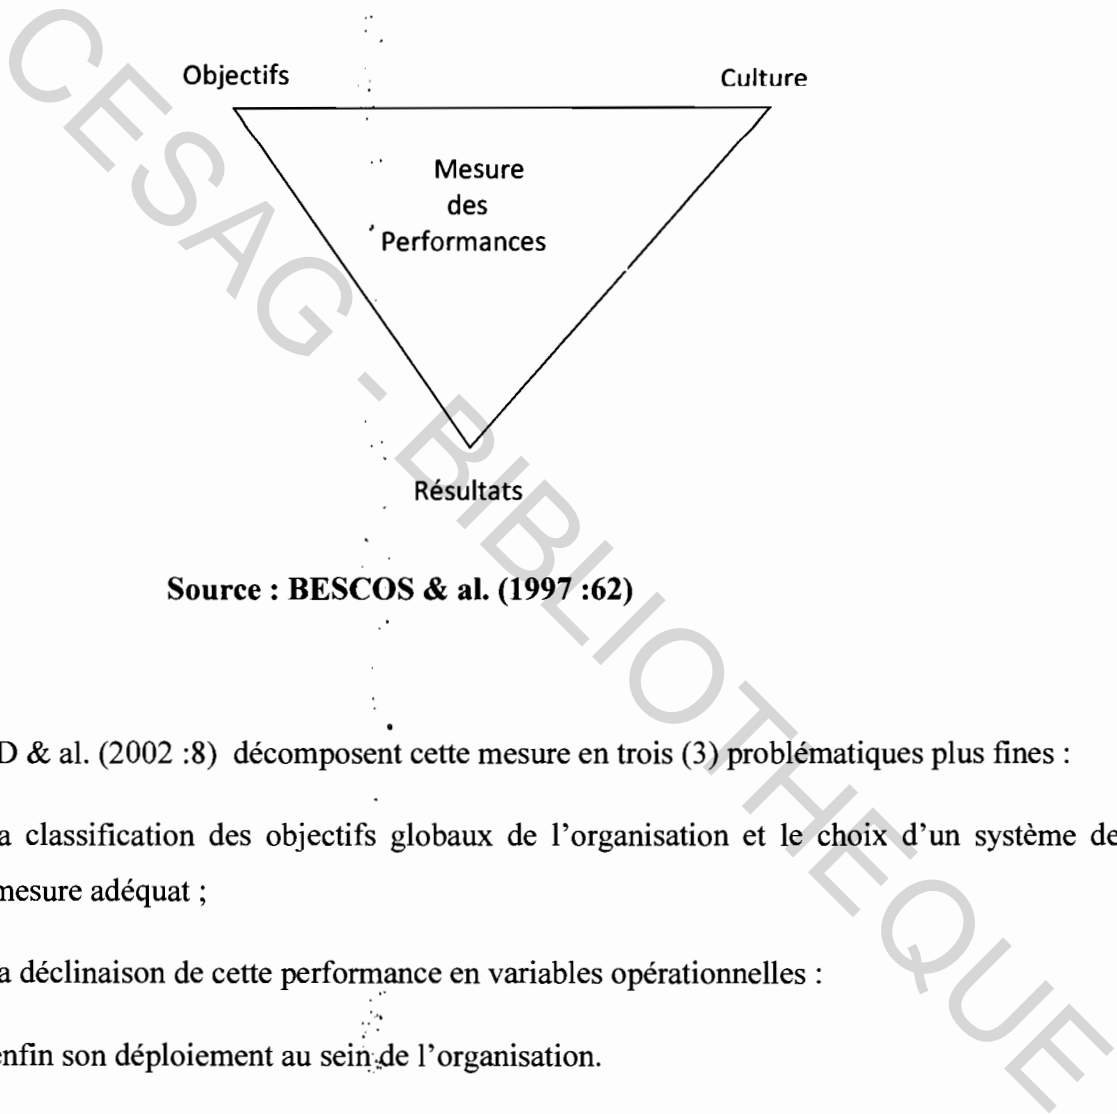 Objectifs
Culture
Mesure
des
Performances
Résultats
Source : BESCOS & al. (1997 :62)
D & al. (2002 :8) décomposent cette mesure en trois (3) problématiques plus fines :
a classification des objectifs globaux de l'organisation et le choix d'un système de
mesure adéquat ;
a déclinaison de cette performance en variables opérationnelles :
enfin son déploiement au sein de l'organisation.
CESAG - BIBLIOTHEQUE